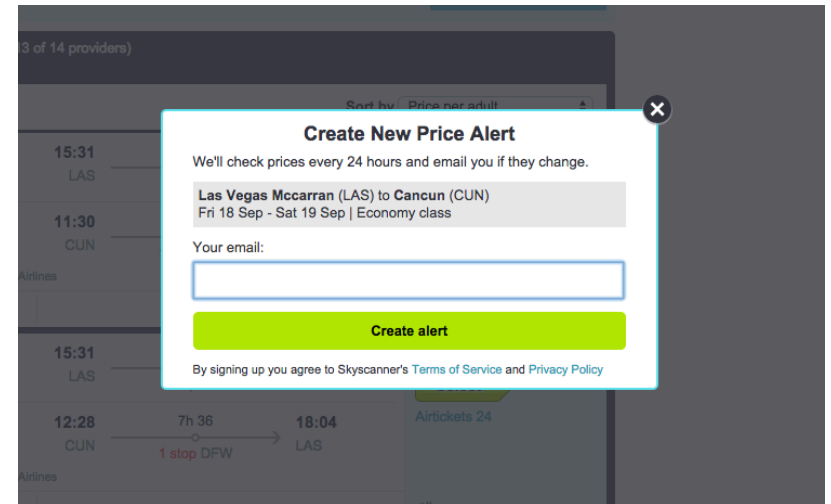 13 of 14 providers)
Sort by Price per adult
Create New Price Alert
We'll check prices every 24 hours and email you if they change.
Las Vegas Mccarran (LAS) to Cancun (CUN)
Fri 18 Sep - Sat 19 Sep | Economy class
Your email:
Create alert
By signing up you agree to Skyscanner's Terms of Service and Privacy Policy
15:31
LAS
11:30
CUN
Airlines
15:31
LAS
12:28 7h 36 18:04
CUN 1 stop DFW LAS
Airtickets 24
Airlines